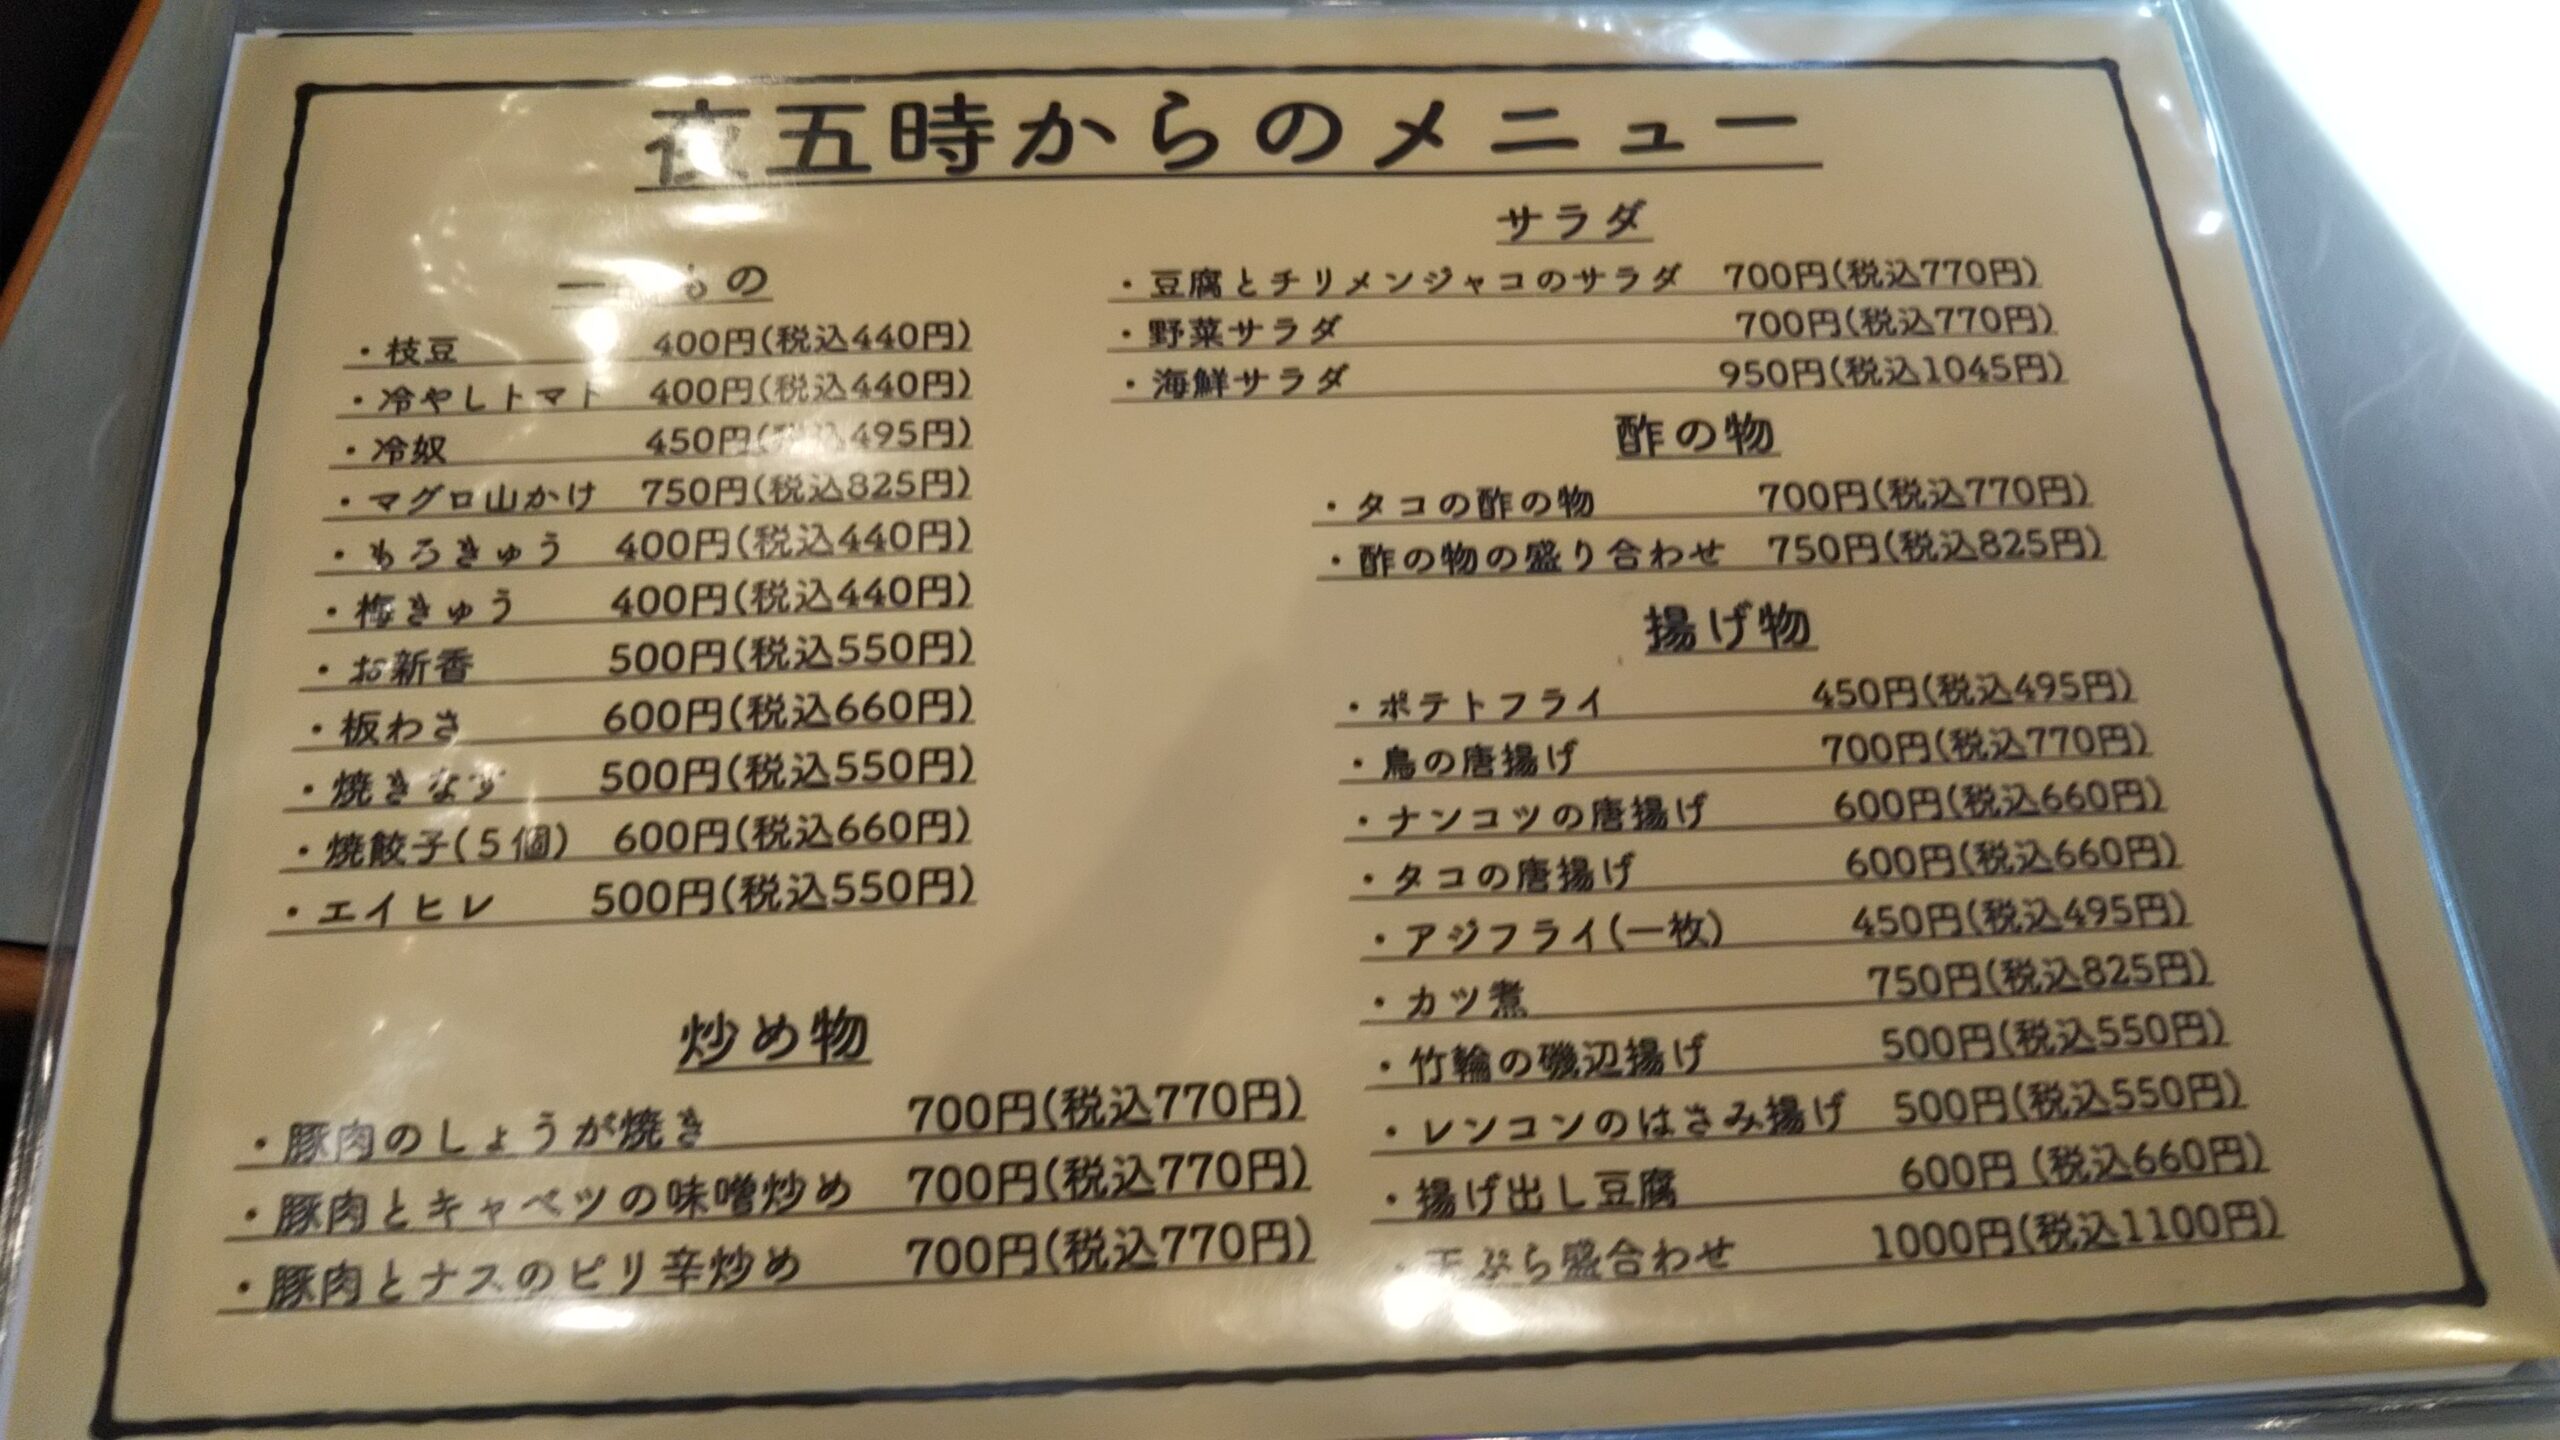 夜五時からのメニュー
一 もの
・枝豆 400円(税込440円)
・冷やしトマト 400円(税込440円)
・冷奴 450円(税込495円)
・マグロ山かけ 750円(税込825円)
・もろきゅう 400円(税込440円)
・梅きゅう 400円(税込440円)
・お新香 500円(税込550円)
・板わさ 600円(税込660円)
・焼きなす 500円(税込550円)
・焼餃子(5個) 600円(税込660円)
・エイヒレ 500円(税込550円)
炒め物
・豚肉のしょうが焼き 700円(税込770円)
・豚肉とキャベツの味噌炒め 700円(税込770円)
・豚肉とナスのピリ辛炒め 700円(税込770円)
サラダ
・豆腐とチリメンジャコのサラダ 700円(税込770円)
・野菜サラダ 700円(税込770円)
・海鮮サラダ 950円(税込1045円)
酢の物
・タコの酢の物 700円(税込770円)
・酢の物の盛り合わせ 750円(税込825円)
揚げ物
・ポテトフライ 450円(税込495円)
・鳥の唐揚げ 700円(税込770円)
・ナンコツの唐揚げ 600円(税込660円)
・タコの唐揚げ 600円(税込660円)
・アジフライ(一枚) 450円(税込495円)
・カツ煮 750円(税込825円)
・竹輪の磯辺揚げ 500円(税込550円)
・レンコンのはさみ揚げ 500円(税込550円)
・揚げ出し豆腐 600円(税込660円)
・天ぷら盛合わせ 1000円(税込1100円)